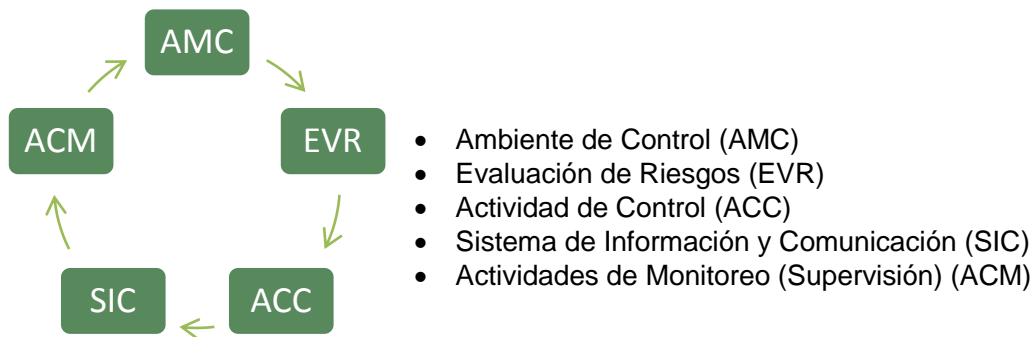 AMC
ACM
EVR
SIC
ACC
• Ambiente de Control (AMC)
• Evaluación de Riesgos (EVR)
• Actividad de Control (ACC)
• Sistema de Información y Comunicación (SIC)
• Actividades de Monitoreo (Supervisión) (ACM)